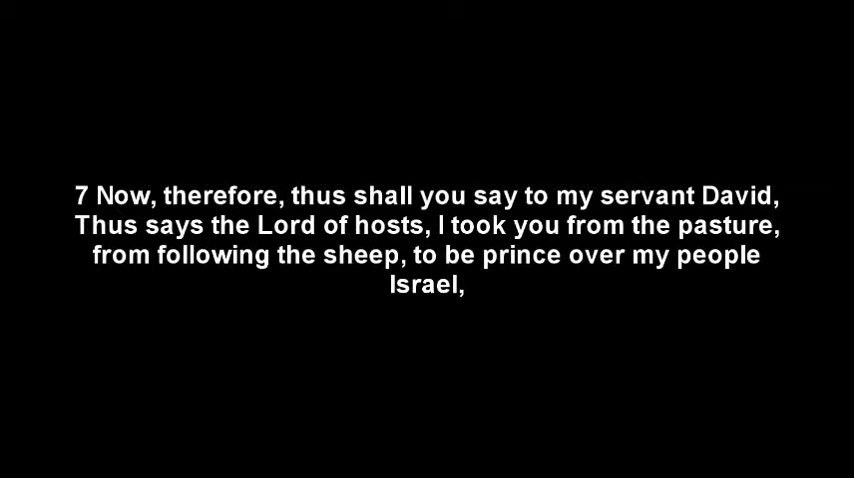 7 Now, therefore, thus shall you say to my servant David,
Thus says the Lord of hosts, I took you from the pasture,
from following the sheep, to be prince over my people
Israel,